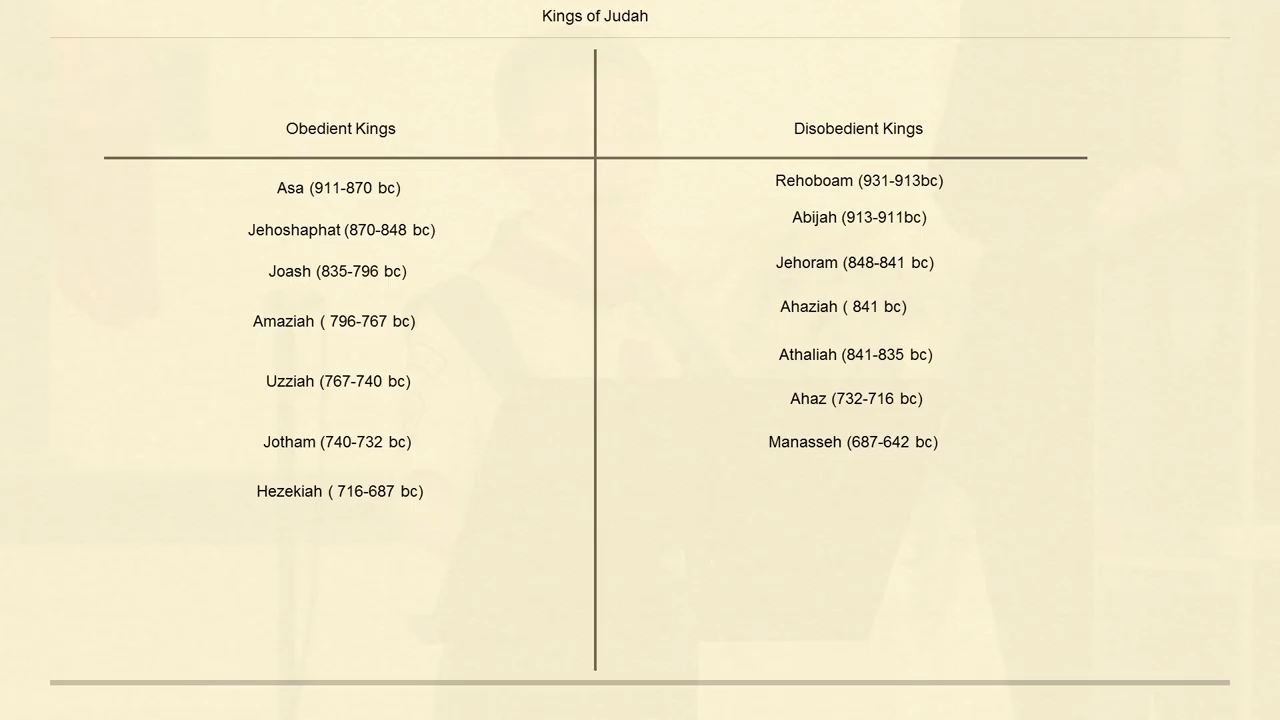 Kings of Judah
Obedient Kings
Asa (911-870 bc)
Jehoshaphat (870-848 bc)
Joash (835-796 bc)
Amaziah ( 796-767 bc)
Uzziah (767-740 bc)
Jotham (740-732 bc)
Hezekiah ( 716-687 bc)
Disobedient Kings
Rehoboam (931-913bc)
Abijah (913-911bc)
Jehoram (848-841 bc)
Ahaziah ( 841 bc)
Athaliah (841-835 bc)
Ahaz (732-716 bc)
Manasseh (687-642 bc)